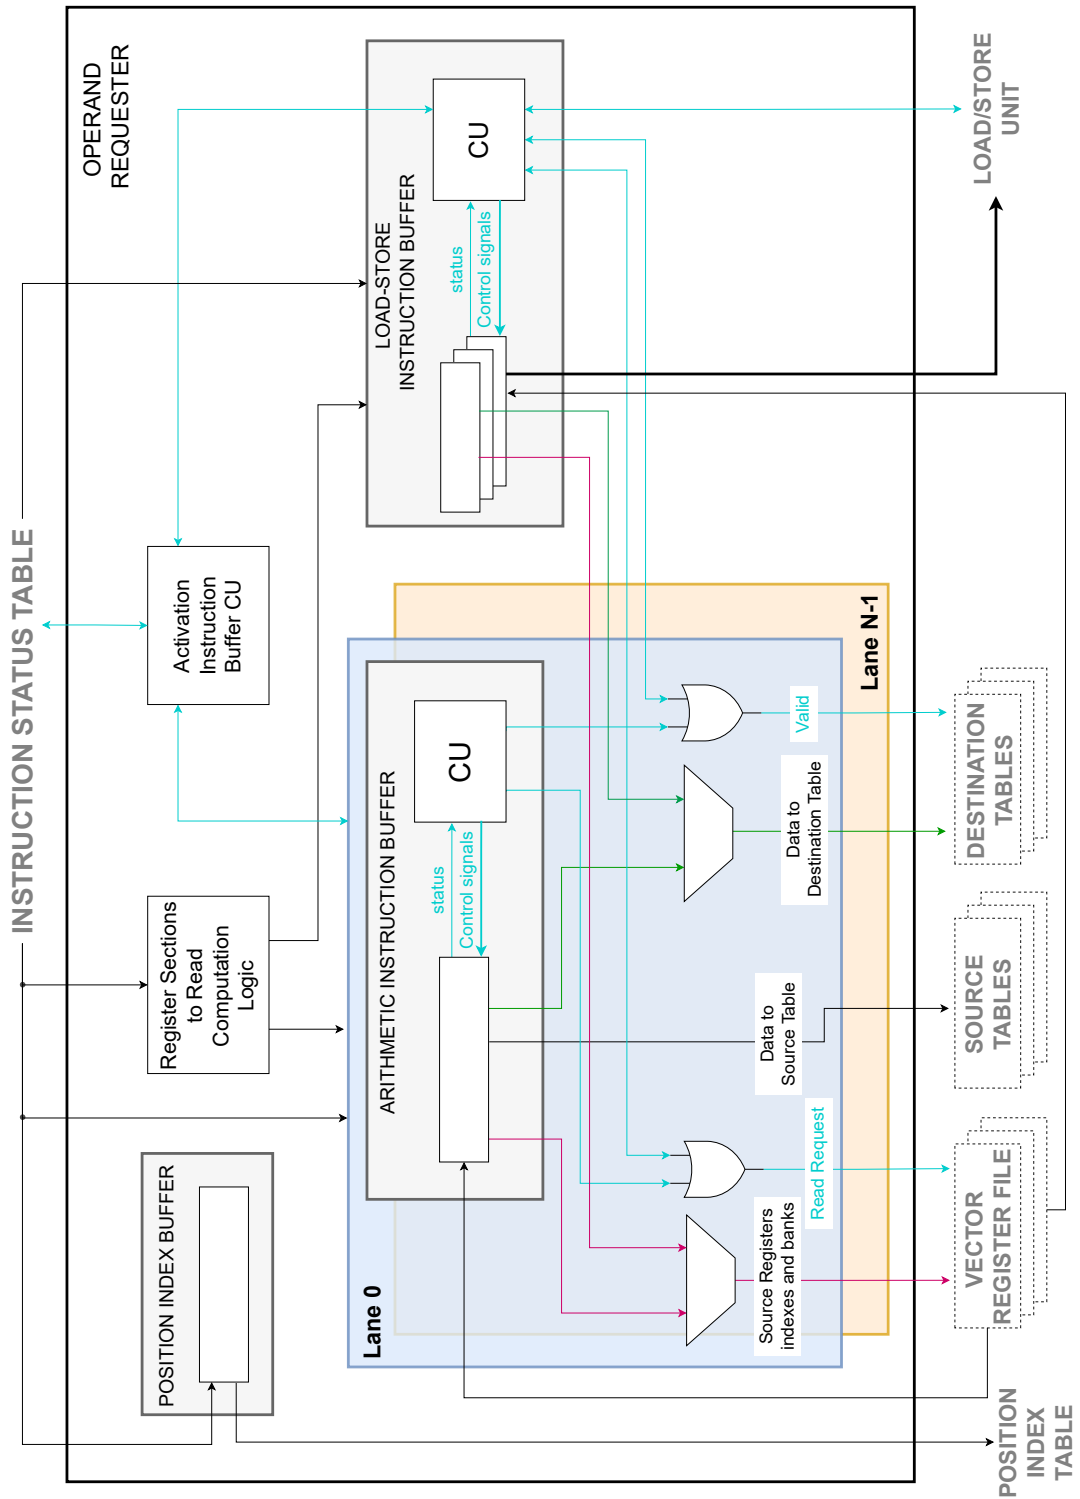 INSTRUCTION STATUS TABLE
OPERAND
REQUESTER
POSITION INDEX BUFFER
Register Sections
to Read
Computation
Logic
Activation
Instruction
Buffer CU
LOAD-STORE
INSTRUCTION BUFFER
status
Control signals
CU
Lane 0
ARITHMETIC INSTRUCTION BUFFER
status
Control signals
CU
Source Registers
indexes and banks
Read Request
Data to
Source Table
Data to
Destination Table
Valid
Lane N-1
POSITION
INDEX
TABLE
VECTOR
REGISTER FILE
SOURCE
TABLES
DESTINATION
TABLES
LOAD/STORE
UNIT